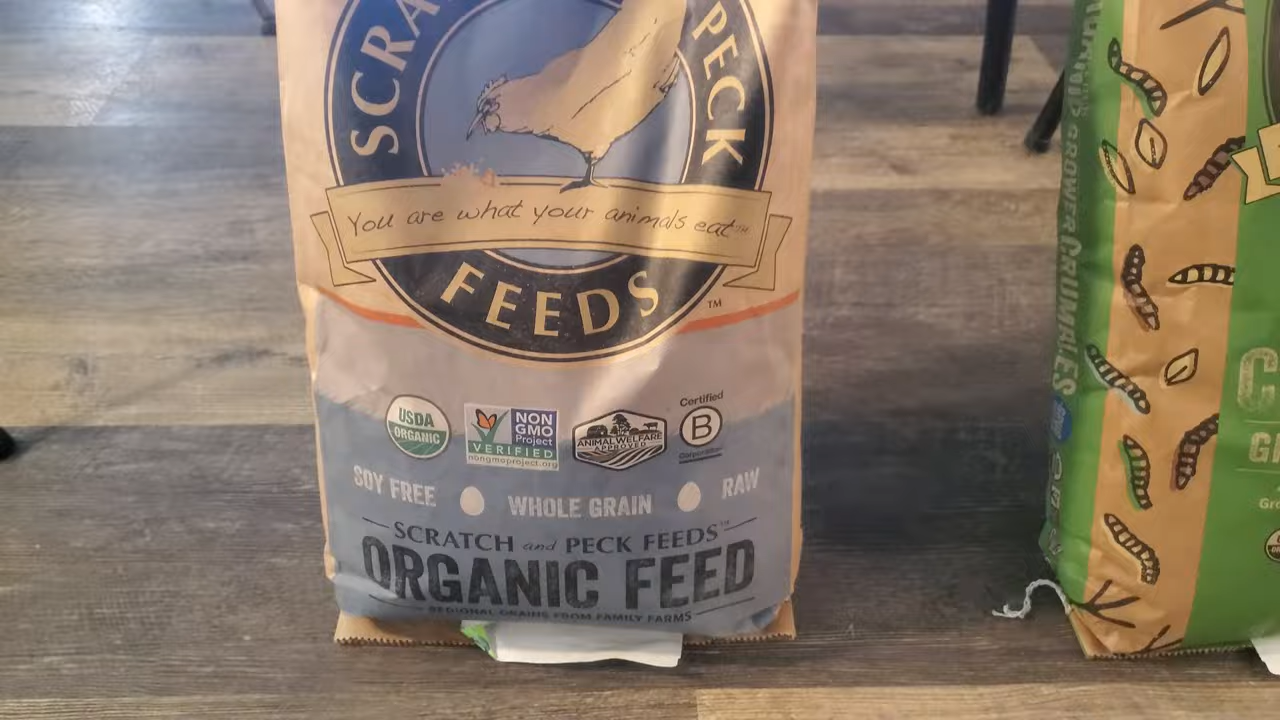 PECK
You are what your animals eat™
FEEDS™
USDA
ORGANIC
NON
GMO
Project
VERIFIED
nongmoproject.org
ANIMAL WELFARE
APPROVED
Certified
B
Corporation
SOY FREE WHOLE GRAIN RAW
SCRATCH and PECK FEEDS™
ORGANIC FEED
REGIONAL GRAINS FROM FAMILY FARMS
GROWER CRUMBLES